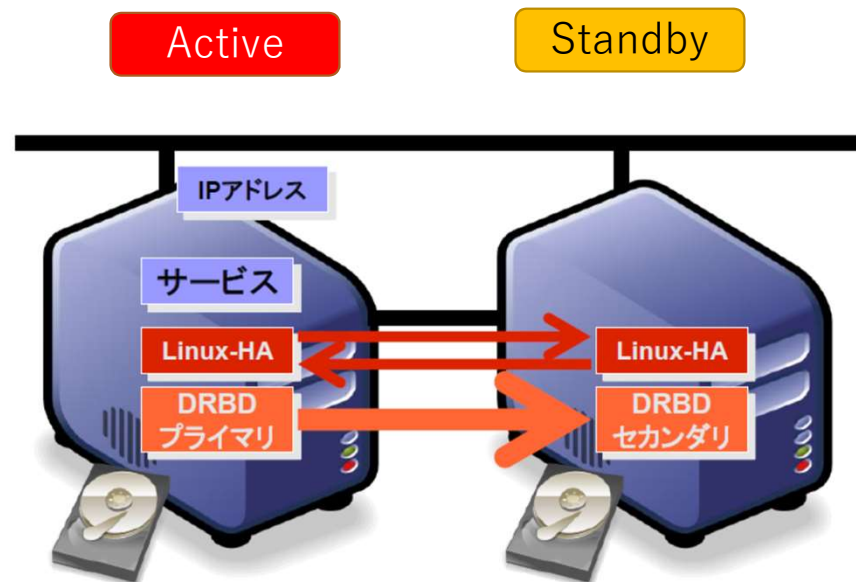 Active
Standby
IPアドレス
サービス
Linux-HA
Linux-HA
DRBD
プライマリ
DRBD
セカンダリ